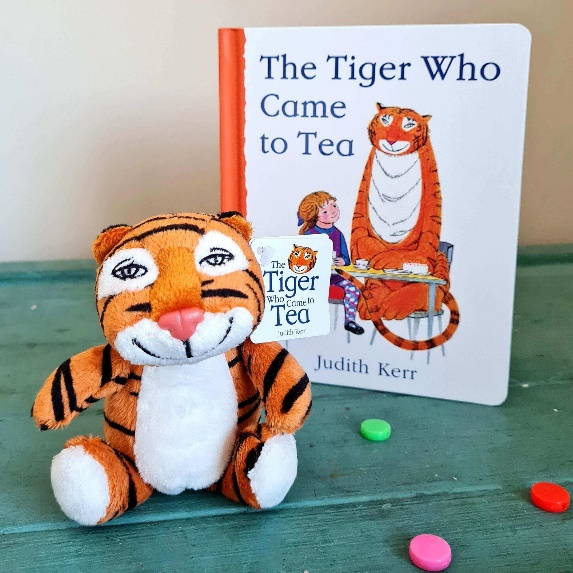 The Tiger Who
Came
to Tea
Judith Kerr
The
Tiger
Who Came to
Tea
Judith Kerr